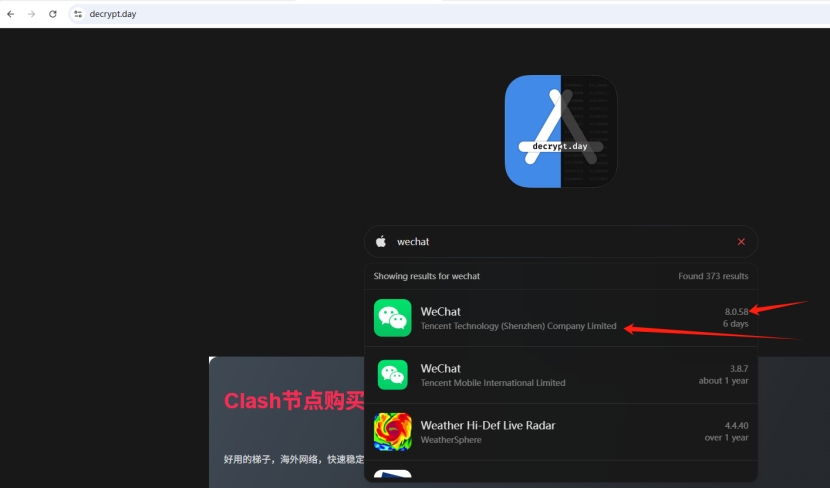 decrypt.day
decrypt.day
wechat
Showing results for wechat
Found 373 results
WeChat
8.0.58
Tencent Technology (Shenzhen) Company Limited
6 days
WeChat
3.8.7
Tencent Mobile International Limited
about 1 year
Clash节点购买
Weather Hi-Def Live Radar
4.4.40
WeatherSphere
over 1 year
好用的梯子，海外网络，快速稳定